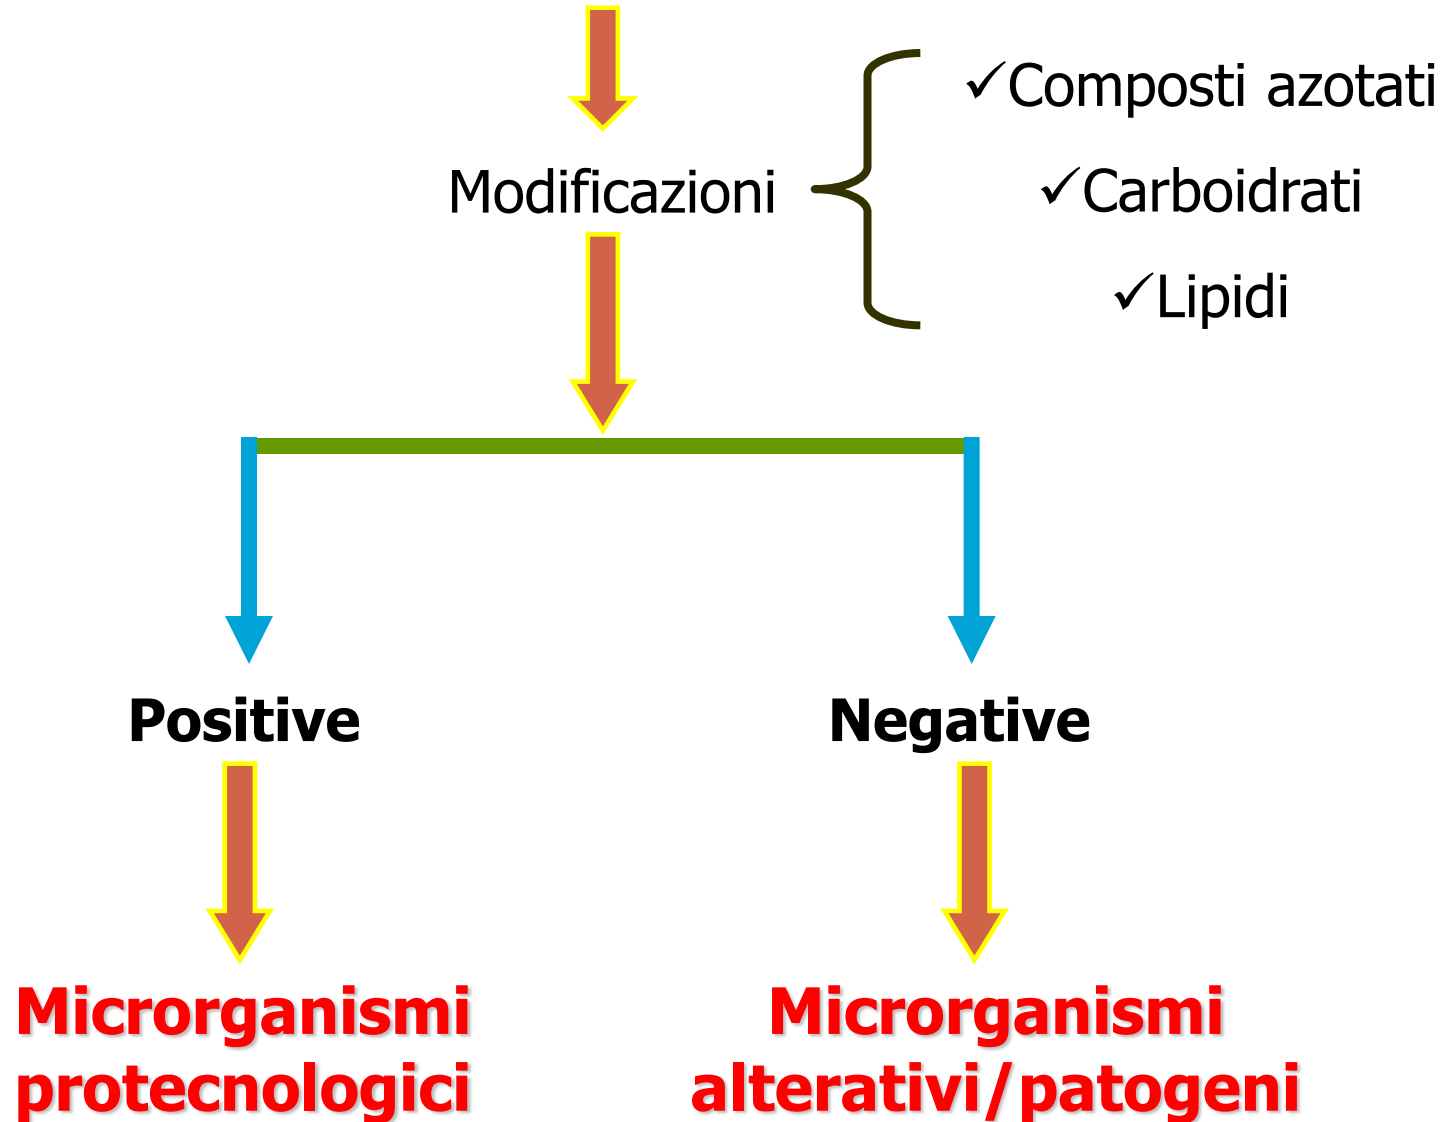 ✓Composti azotati
Modificazioni
✓Carboidrati
✓Lipidi
Positive
Negative
Microrganismi
protecnologici
Microrganismi
alterativi/patogeni